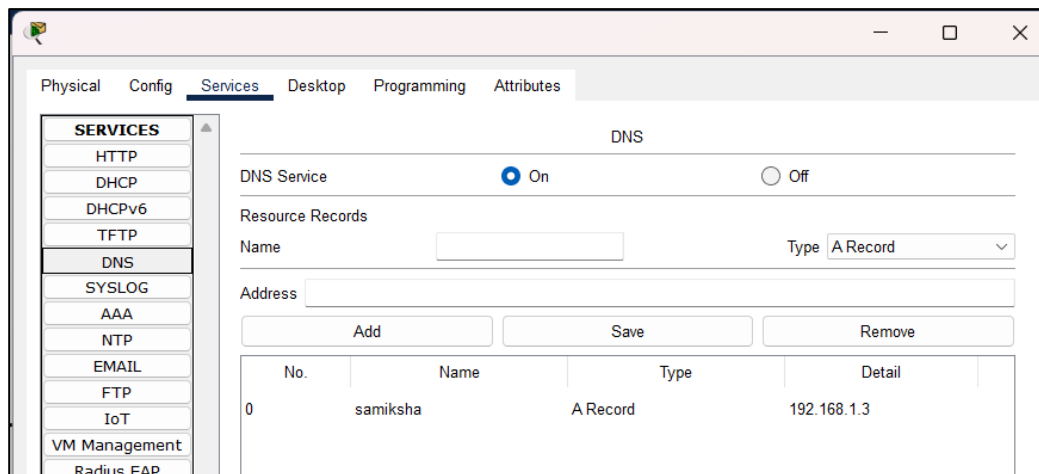 Physical Config Services Desktop Programming Attributes
SERVICES
HTTP
DHCP
DHCPv6
TFTP
DNS
SYSLOG
AAA
NTP
EMAIL
FTP
IoT
VM Management
Radius EAP
DNS
DNS Service On Off
Resource Records
Name Type A Record
Address
Add Save Remove
No. Name Type Detail
0 samiksha A Record 192.168.1.3